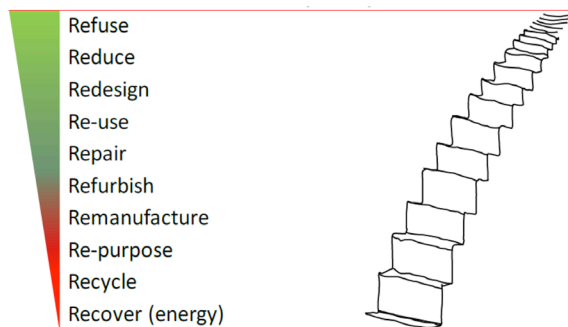 Refuse
Reduce
Redesign
Re-use
Repair
Refurbish
Remanufacture
Re-purpose
Recycle
Recover (energy)